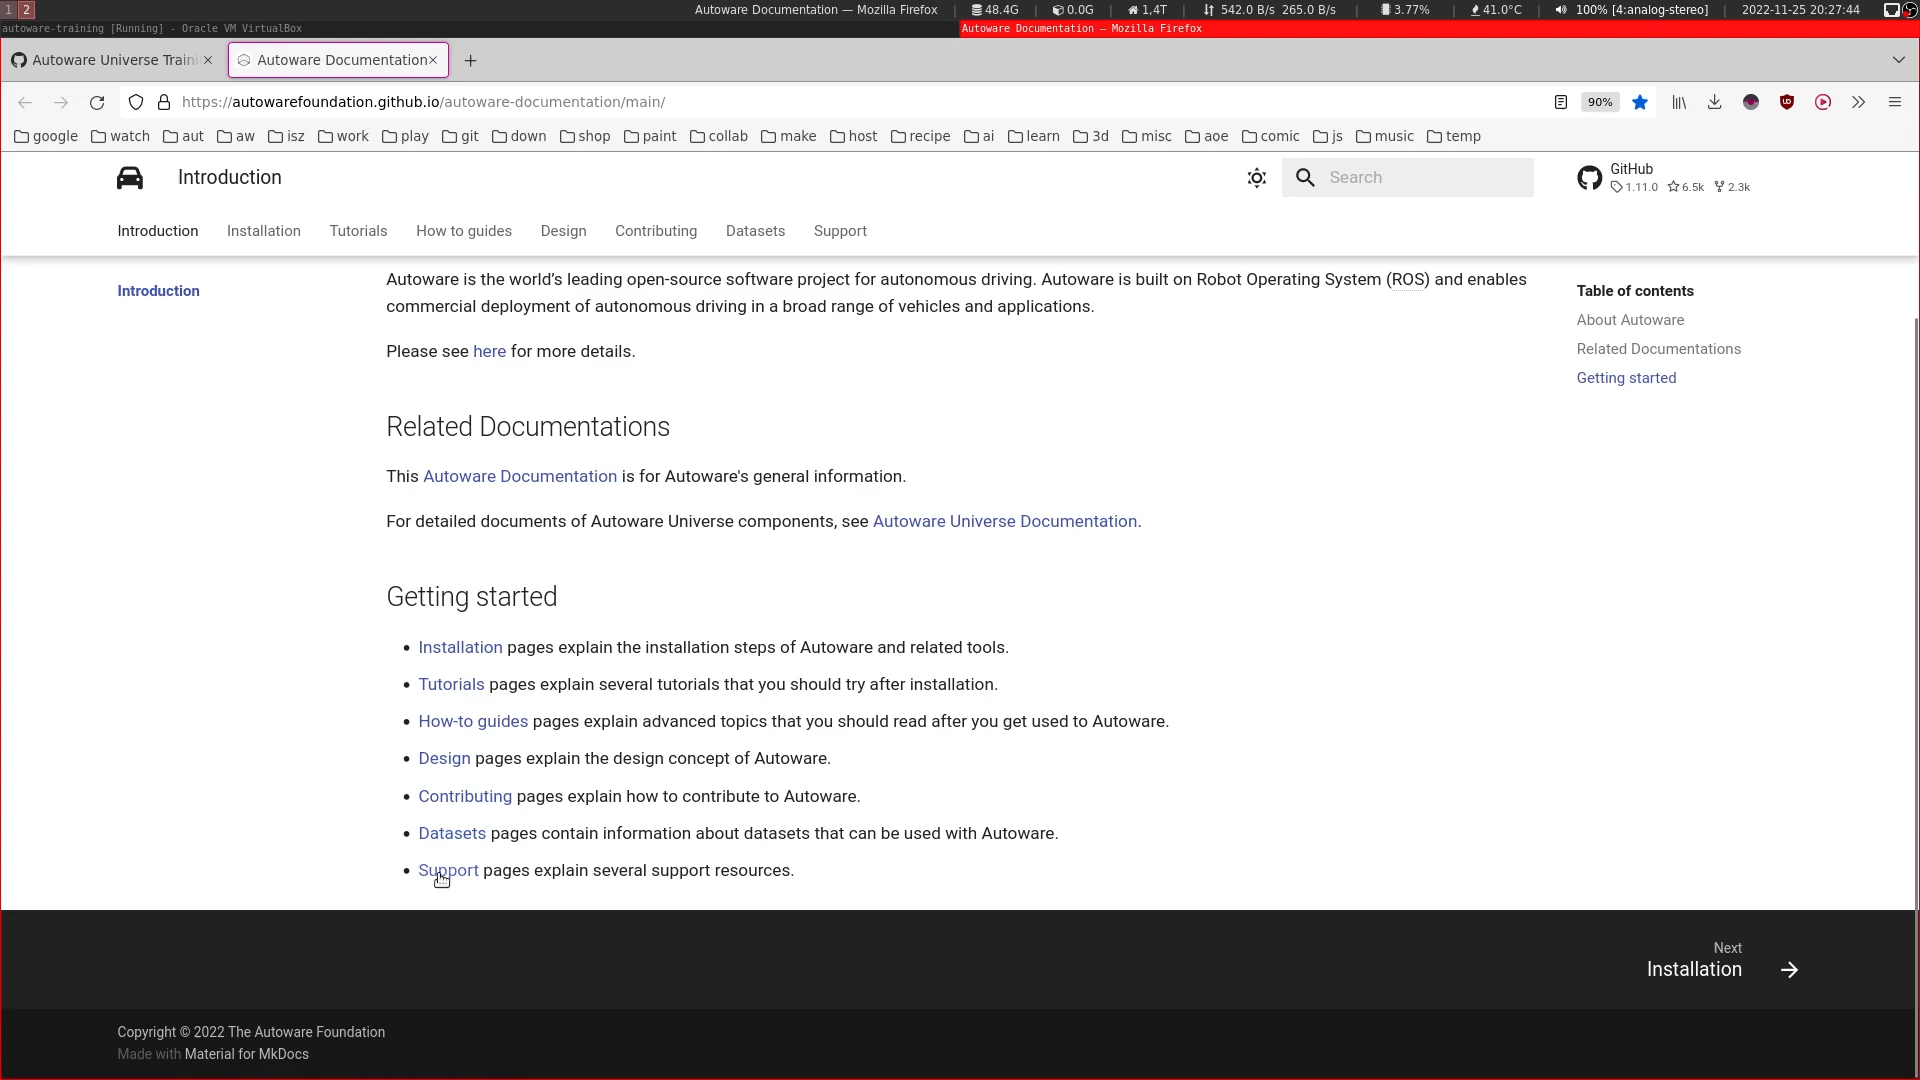 1 2 Autoware Documentation — Mozilla Firefox | 48.4G | 0.0G | 1,4T | 542.0 B/s 265.0 B/s | 3.77% | 41.0°C | 100% [4:analog-stereo] | 2022-11-25 20:27:44
autoware-training [Running] - Oracle VM VirtualBox Autoware Documentation — Mozilla Firefox
Autoware Universe Traini × Autoware Documentation × +
https://autowarefoundation.github.io/autoware-documentation/main/ 90%
google watch aut aw isz work play git down shop paint collab make host recipe ai learn 3d misc aoe comic js music temp
Introduction Search GitHub
1.11.0 6.5k 2.3k
Introduction Installation Tutorials How to guides Design Contributing Datasets Support
Introduction
Autoware is the world’s leading open-source software project for autonomous driving. Autoware is built on Robot Operating System (ROS) and enables
commercial deployment of autonomous driving in a broad range of vehicles and applications.
Please see here for more details.
Related Documentations
This Autoware Documentation is for Autoware's general information.
For detailed documents of Autoware Universe components, see Autoware Universe Documentation.
Getting started
• Installation pages explain the installation steps of Autoware and related tools.
• Tutorials pages explain several tutorials that you should try after installation.
• How-to guides pages explain advanced topics that you should read after you get used to Autoware.
• Design pages explain the design concept of Autoware.
• Contributing pages explain how to contribute to Autoware.
• Datasets pages contain information about datasets that can be used with Autoware.
• Support pages explain several support resources.
Table of contents
About Autoware
Related Documentations
Getting started
Next
Installation
Copyright © 2022 The Autoware Foundation
Made with Material for MkDocs